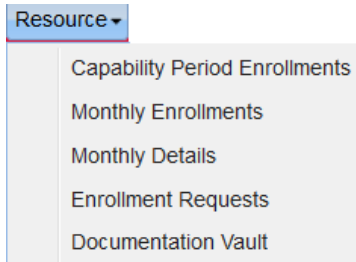 Resource
Capability Period Enrollments
Monthly Enrollments
Monthly Details
Enrollment Requests
Documentation Vault